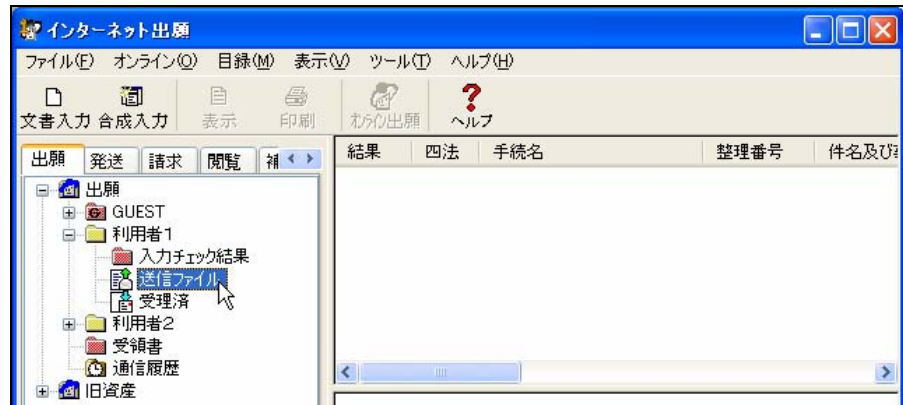 インターネット出願
ファイル(F) オンライン(O) 目録(M) 表示(V) ツール(T) ヘルプ(H)
文書入力 合成入力 表示 印刷 オンライン出願 ヘルプ
出願 発送 請求 閲覧 補
結果 四法 手続名 整理番号 件名及び
出願
GUEST
利用者1
入力チェック結果
送信ファイル
受理済
利用者2
受領書
通信履歴
旧資産